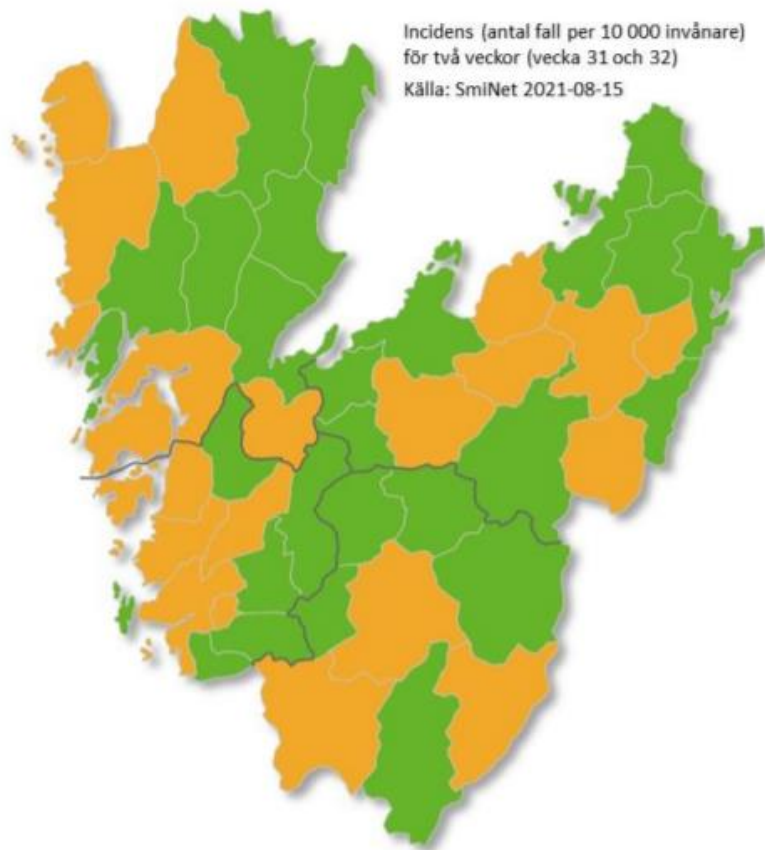 Incidens (antal fall per 10 000 invånare)
för två veckor (vecka 31 och 32)
Källa: SmiNet 2021-08-15